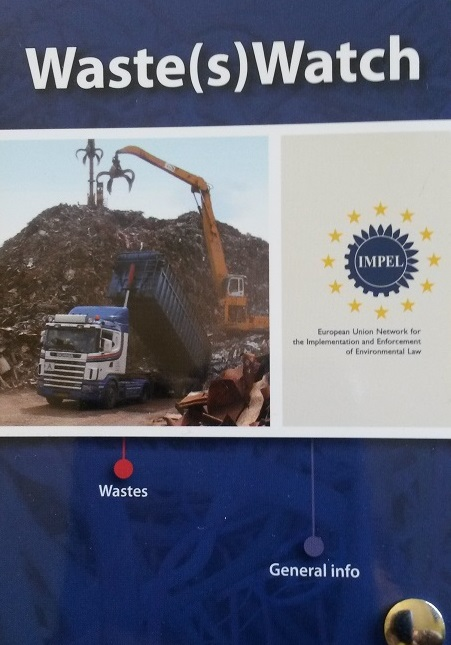 Waste(s)Watch
IMPEL
European Union Network for
the Implementation and Enforcement
of Environmental Law
Wastes
General info